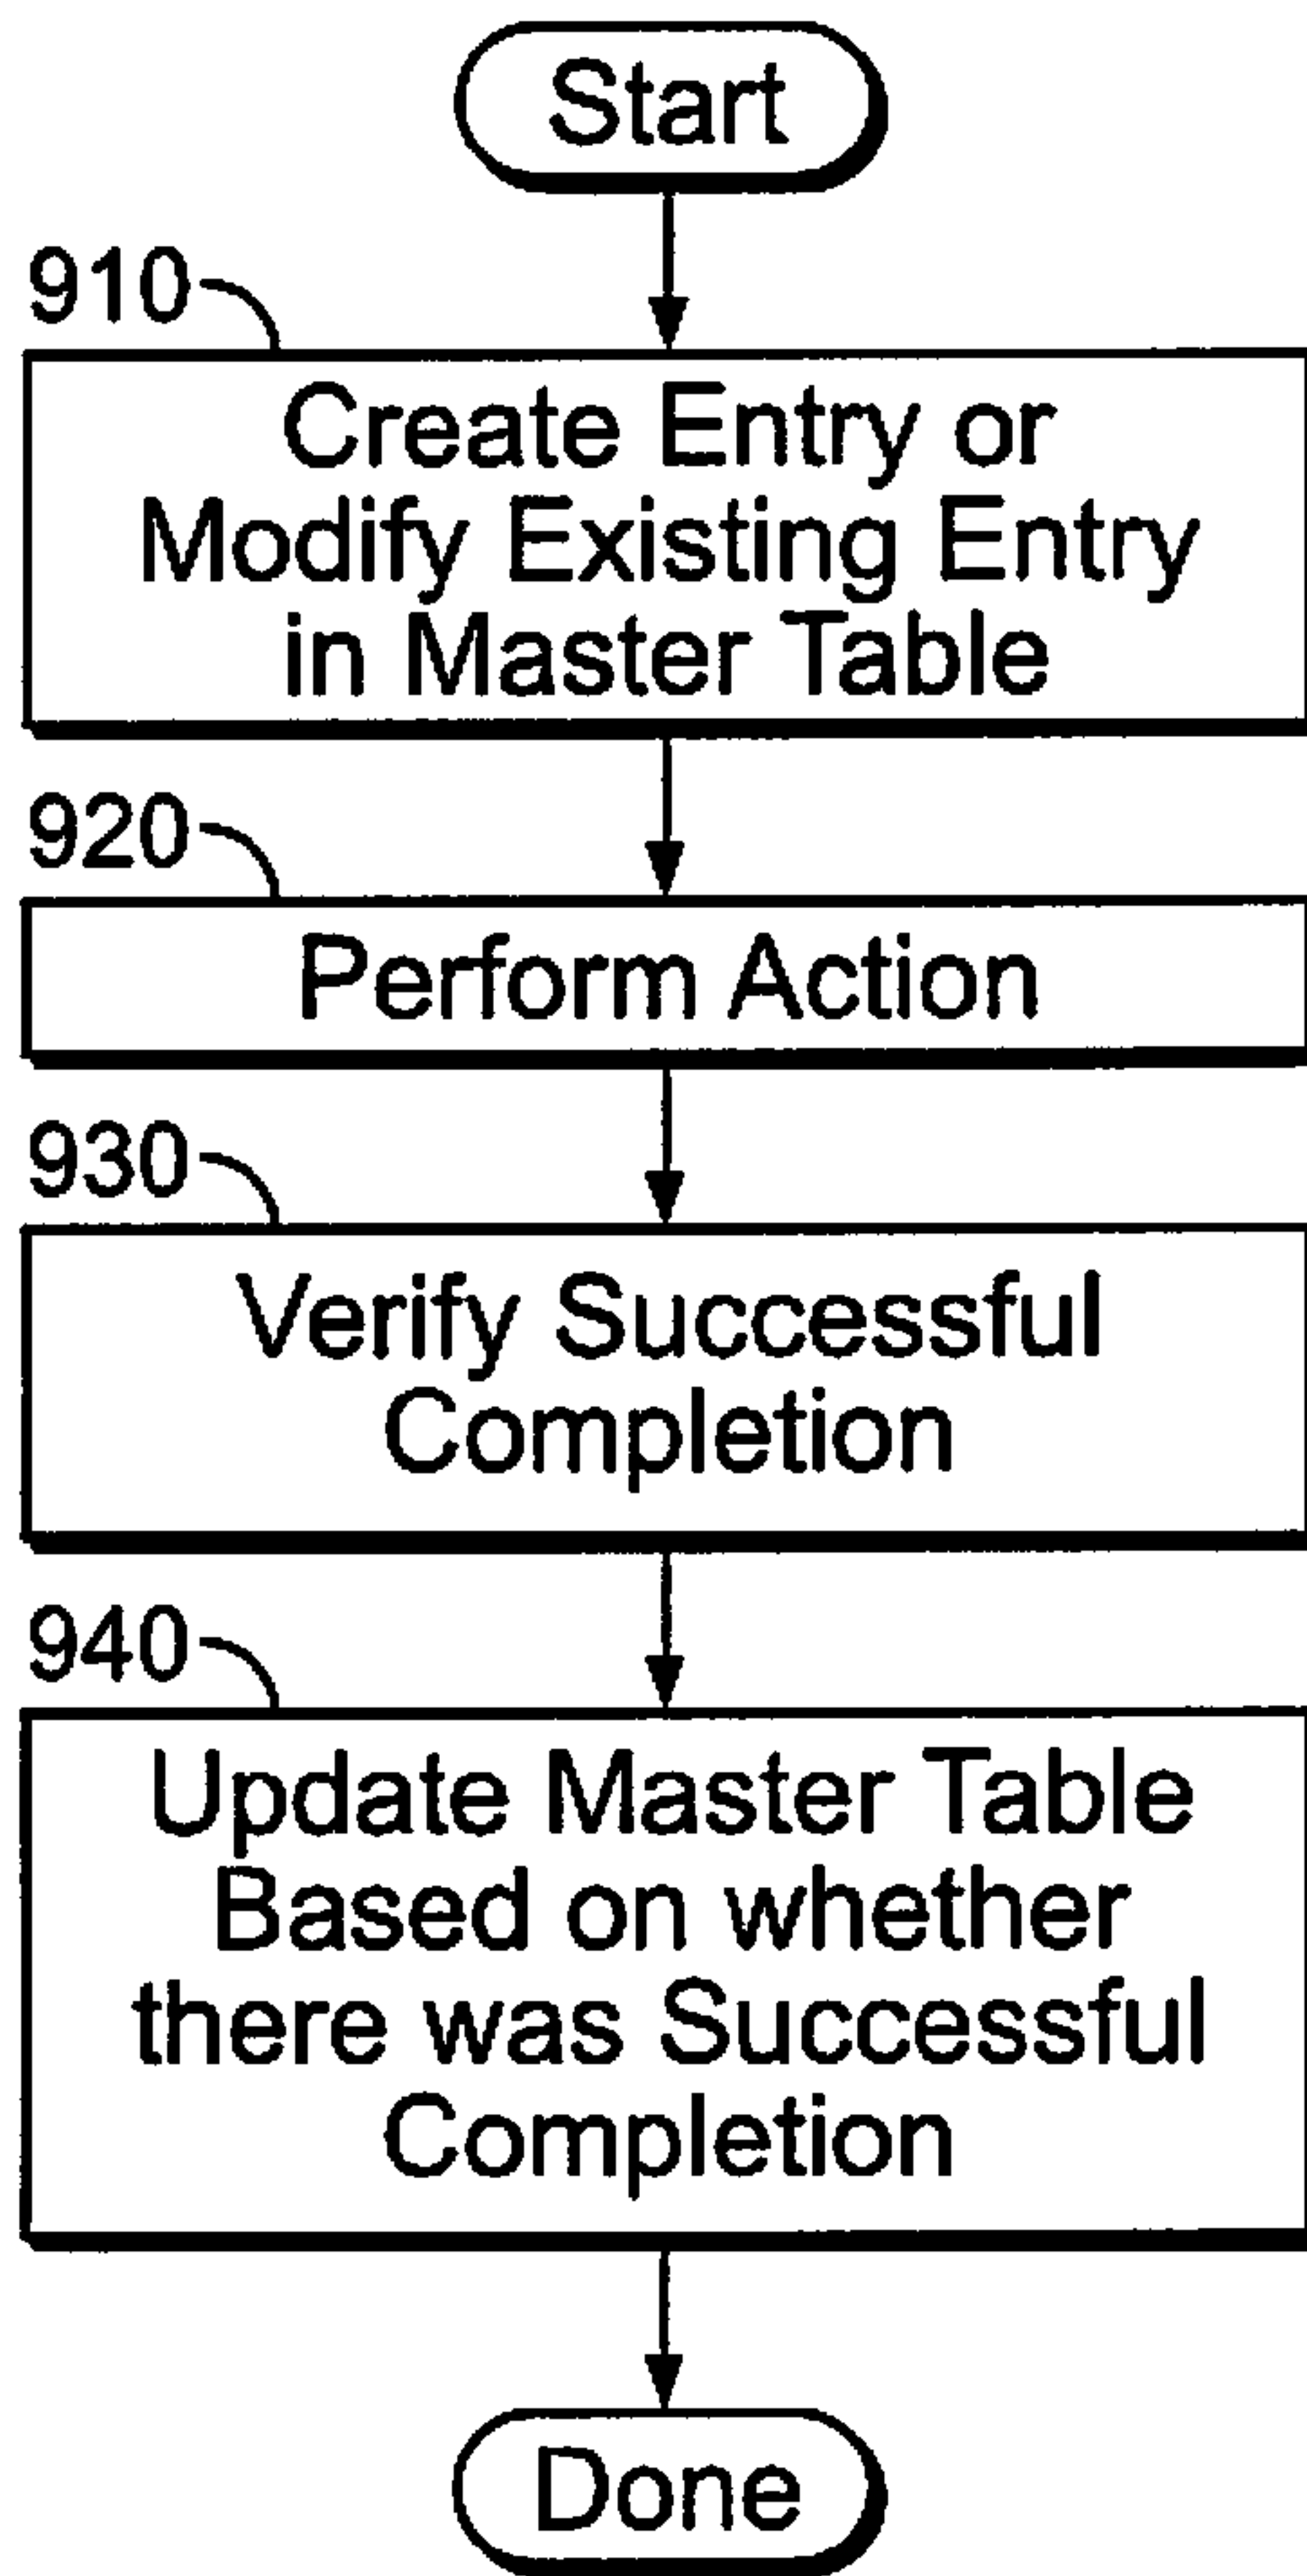 Start
910
Create Entry or
Modify Existing Entry
in Master Table
920
Perform Action
930
Verify Successful
Completion
940
Update Master Table
Based on whether
there was Successful
Completion
Done